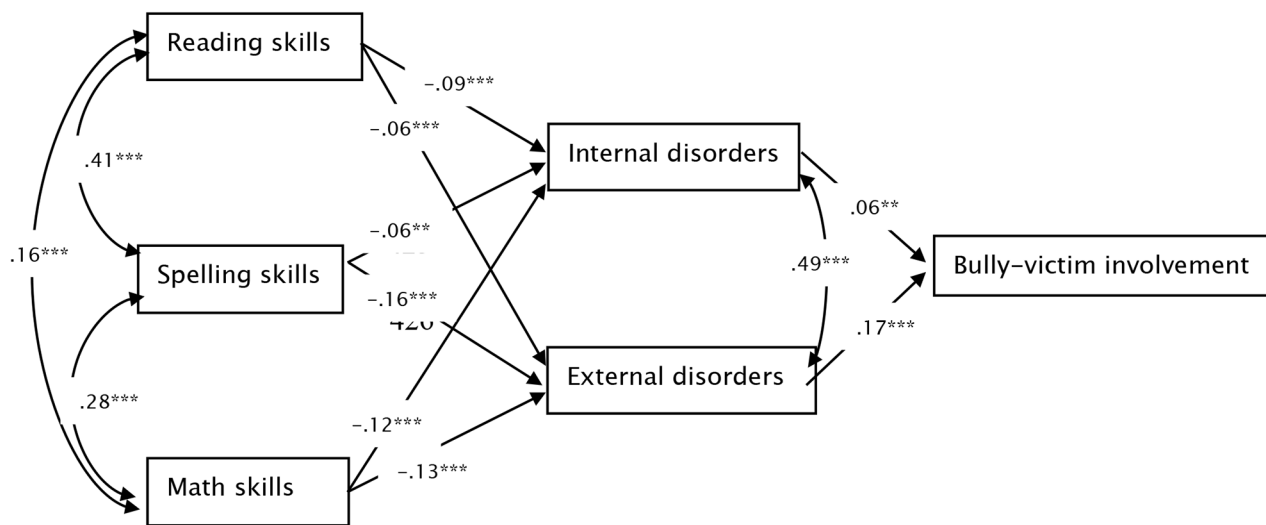 Reading skills
-.09***
-.06***
Internal disorders
.41***
.06**
-.06**
.16***
Spelling skills
.49***
Bully-victim involvement
-.16***
.17***
External disorders
.28***
-.12***
-.13***
Math skills